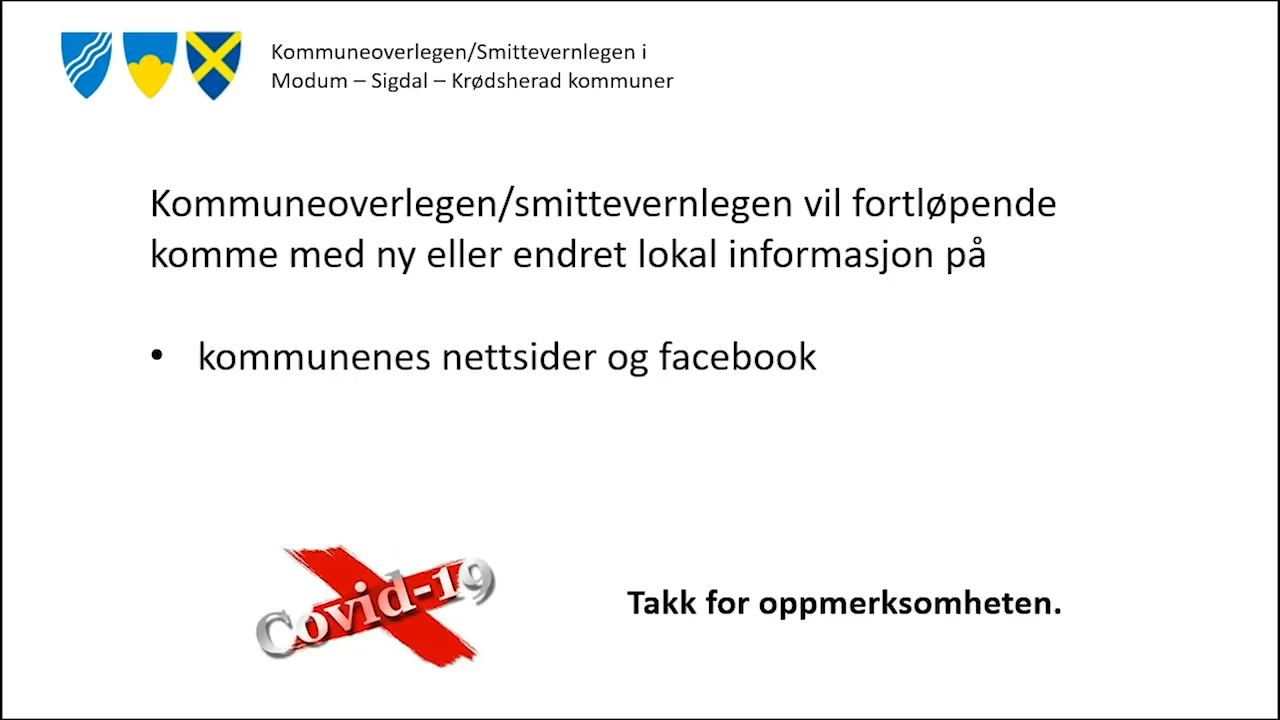 Kommuneoverlegen/Smittevernlegen i
Modum – Sigdal – Krødsherad kommuner
Kommuneoverlegen/smittevernlegen vil fortløpende
komme med ny eller endret lokal informasjon på
• kommunenes nettsider og facebook
Covid-19
Takk for oppmerksomheten.